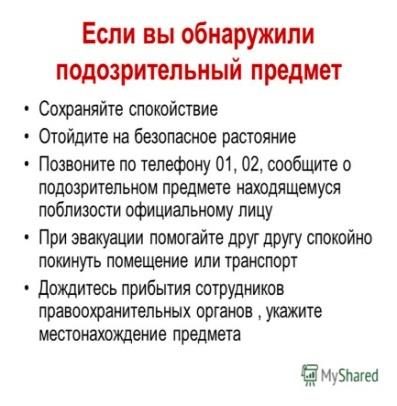 Если вы обнаружили
подозрительный предмет
• Сохраняйте спокойствие
• Отойдите на безопасное растояние
• Позвоните по телефону 01, 02, сообщите о
подозрительном предмете находящемуся
поблизости официальному лицу
• При эвакуации помогайте друг другу спокойно
покинуть помещение или транспорт
• Дождитесь прибытия сотрудников
правоохранительных органов , укажите
местонахождение предмета
MyShared